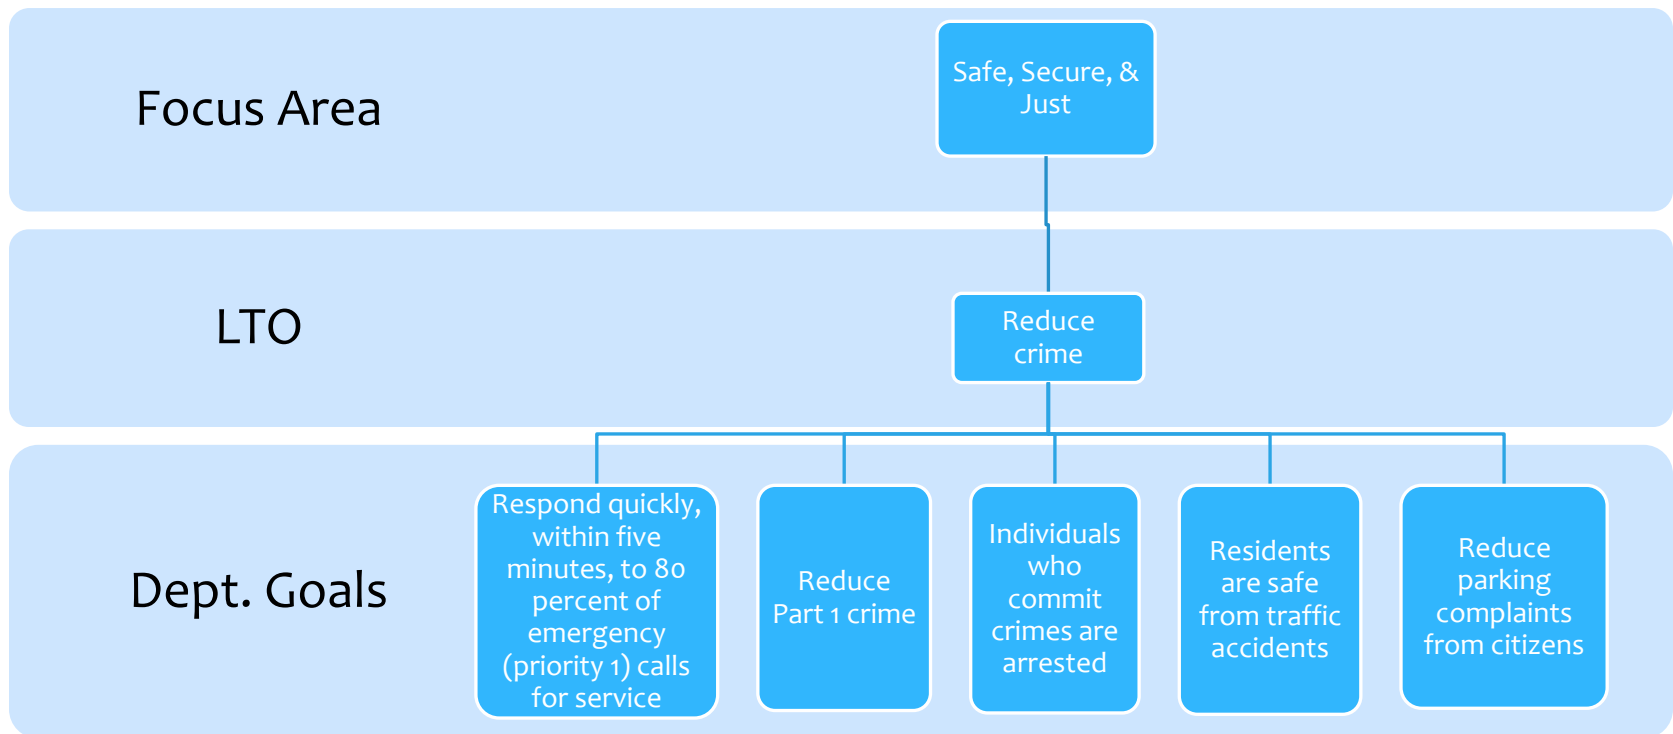 Focus Area
Safe, Secure, &
Just
LTO
Reduce
crime
Dept. Goals
Respond quickly,
within five
minutes, to 80
percent of
emergency
(priority 1) calls
for service
Reduce
Part 1 crime
Individuals
who
commit
crimes are
arrested
Residents
are safe
from traffic
accidents
Reduce
parking
complaints
from citizens